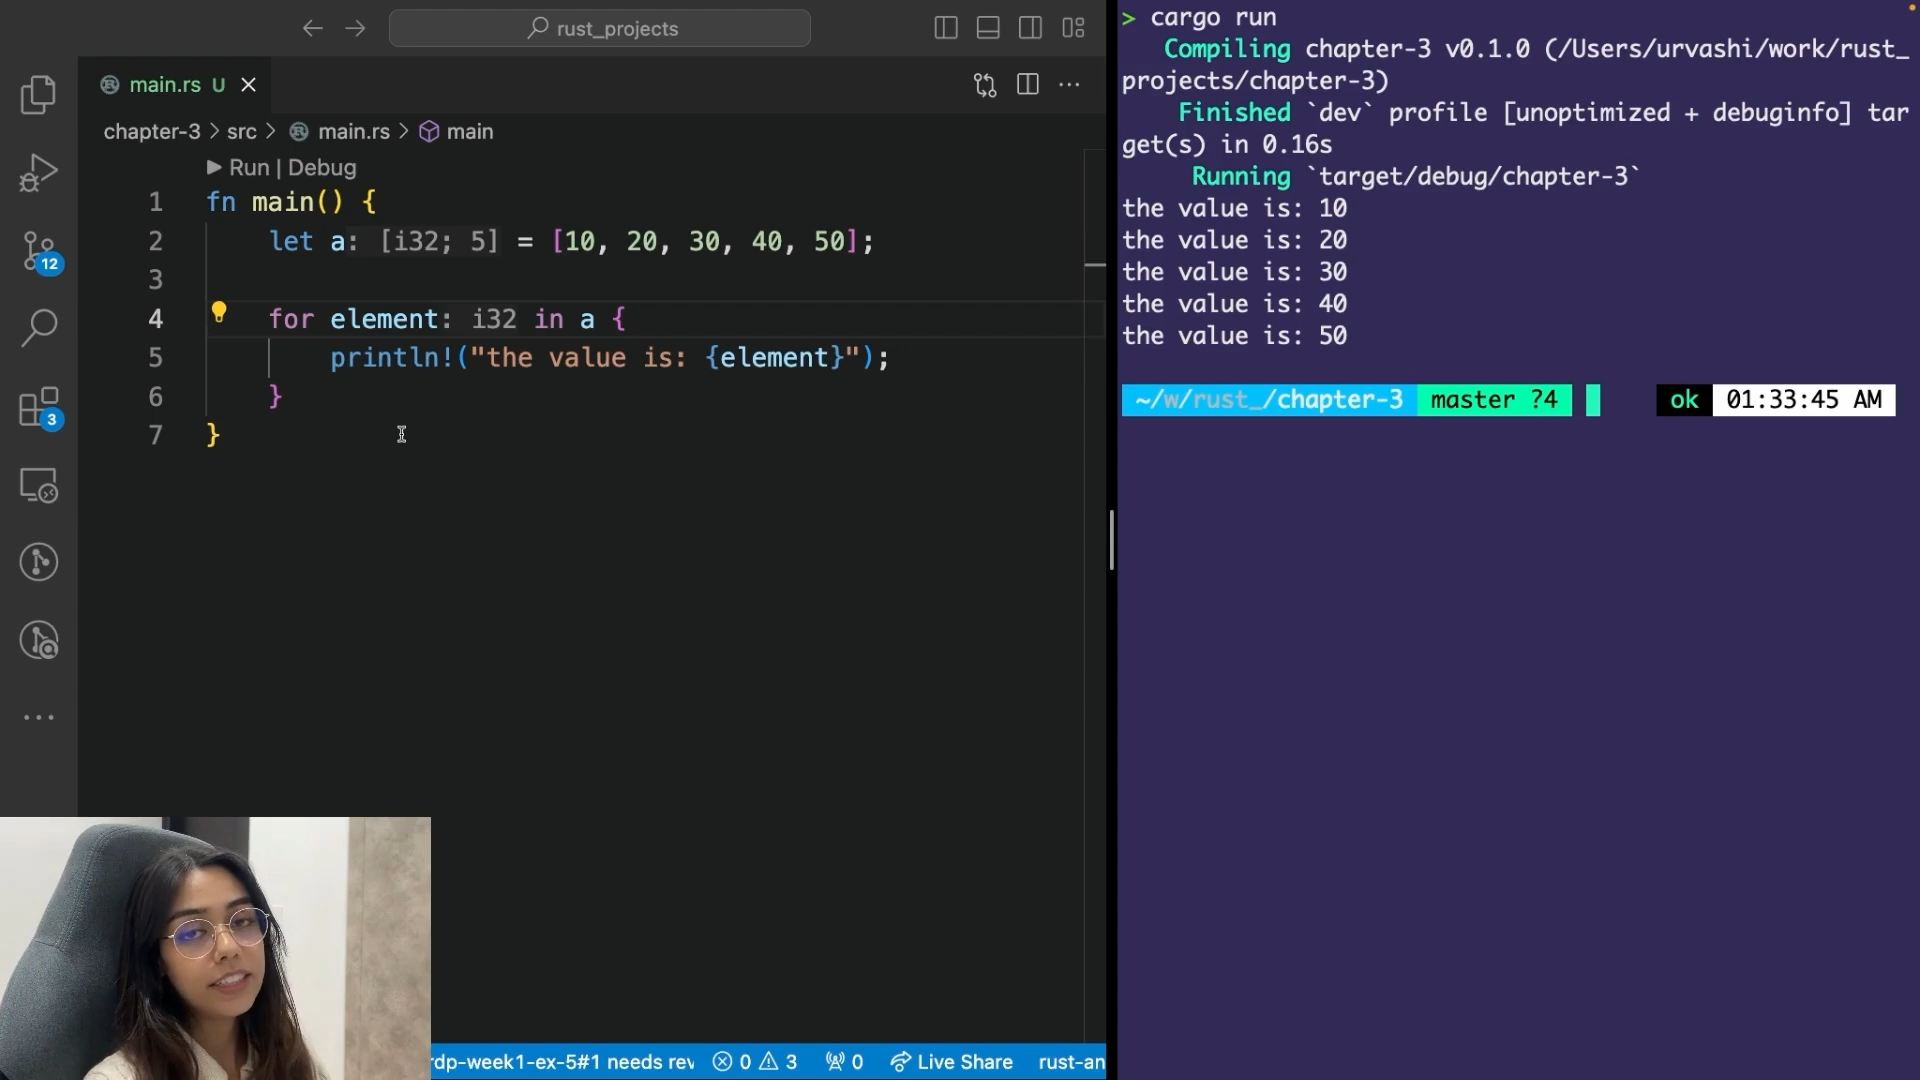 rust_projects
main.rs U
chapter-3 > src > main.rs > main
Run | Debug
1 fn main() {
2 let a: [i32; 5] = [10, 20, 30, 40, 50];
3
4 for element: i32 in a {
5 println!("the value is: {element}");
6 }
7 }
12
3
rdp-week1-ex-5#1 needs rev 0 3 0 Live Share rust-an
> cargo run
Compiling chapter-3 v0.1.0 (/Users/urvashi/work/rust_
projects/chapter-3)
Finished `dev` profile [unoptimized + debuginfo] tar
get(s) in 0.16s
Running `target/debug/chapter-3`
the value is: 10
the value is: 20
the value is: 30
the value is: 40
the value is: 50
~/w/rust_/chapter-3 master ?4 ok 01:33:45 AM